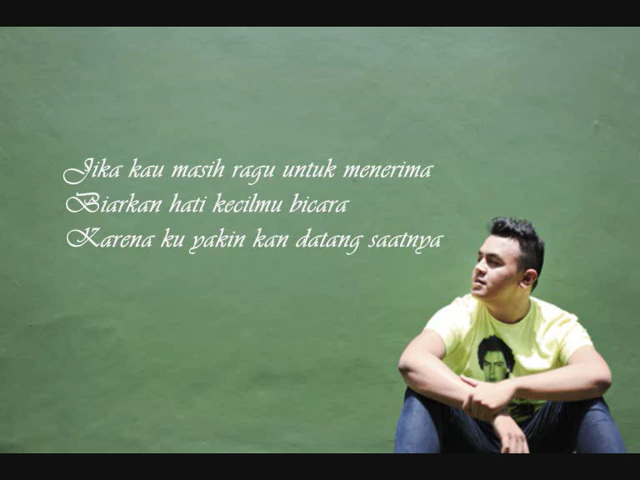 Jika kau masih ragu untuk menerima
Biarkan hati kecilmu bicara
Karena ku yakin kan datang saatnya